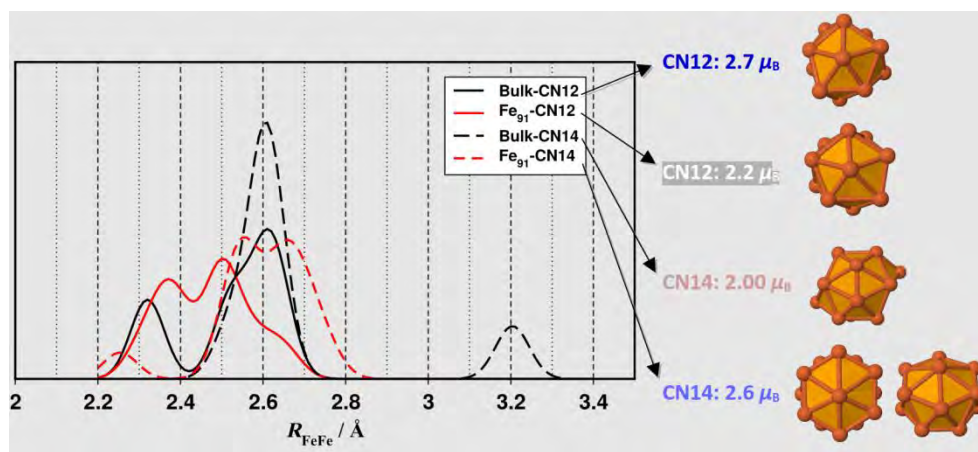 CN12: 2.7 μB
Bulk-CN12
Fe91-CN12
Bulk-CN14
Fe91-CN14
CN12: 2.2 μB
CN14: 2.00 μB
CN14: 2.6 μB
2 2.2 2.4 2.6 2.8 3 3.2 3.4
RFeFe / Å